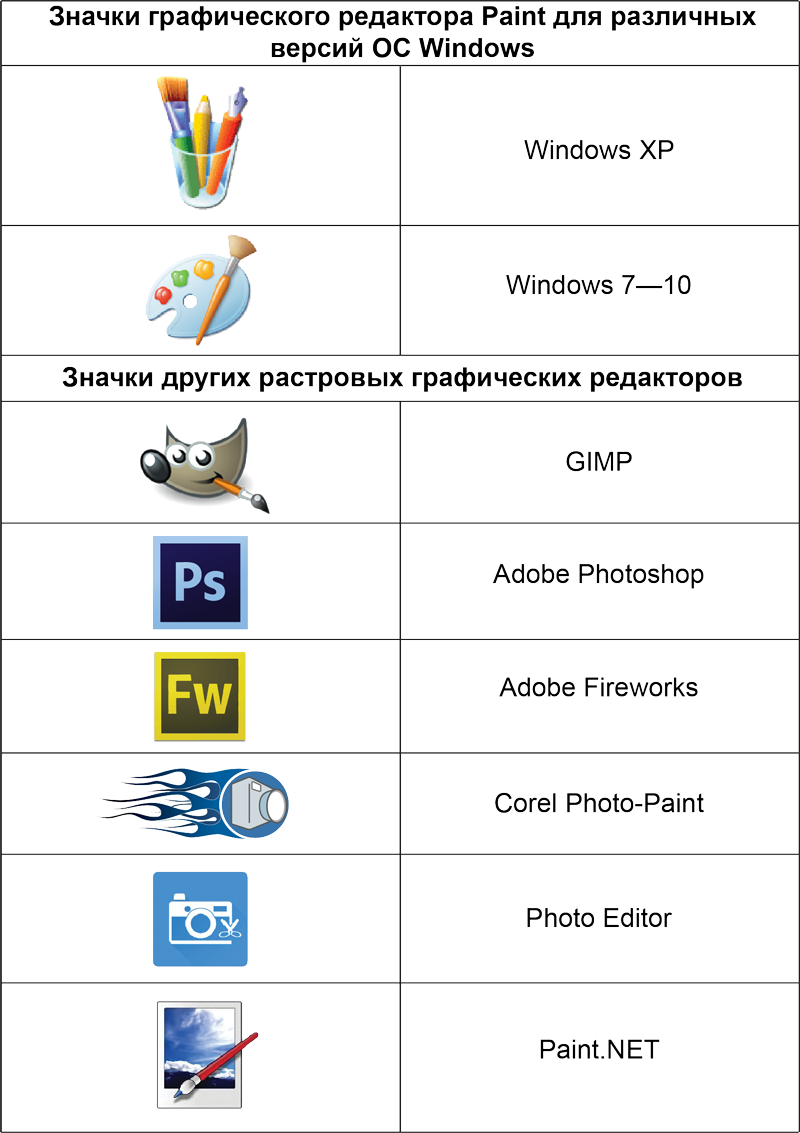 Значки графического редактора Paint для различных
версий ОС Windows
Windows XP
Windows 7—10
Значки других растровых графических редакторов
GIMP
Ps
Adobe Photoshop
Fw
Adobe Fireworks
Corel Photo-Paint
Photo Editor
Paint.NET